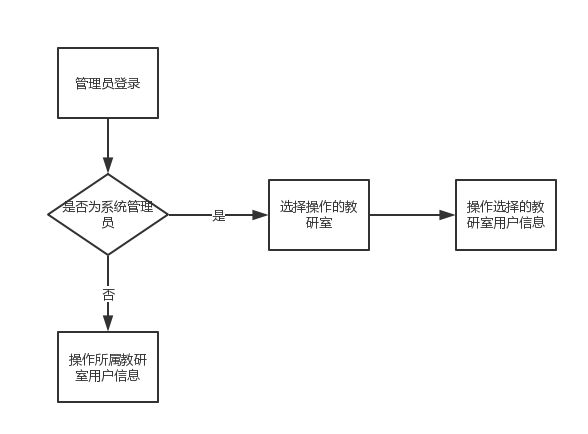 管理员登录
是否为系统管理
员
是
选择操作的教
研室
操作选择的教
研室用户信息
否
操作所属教研
室用户信息